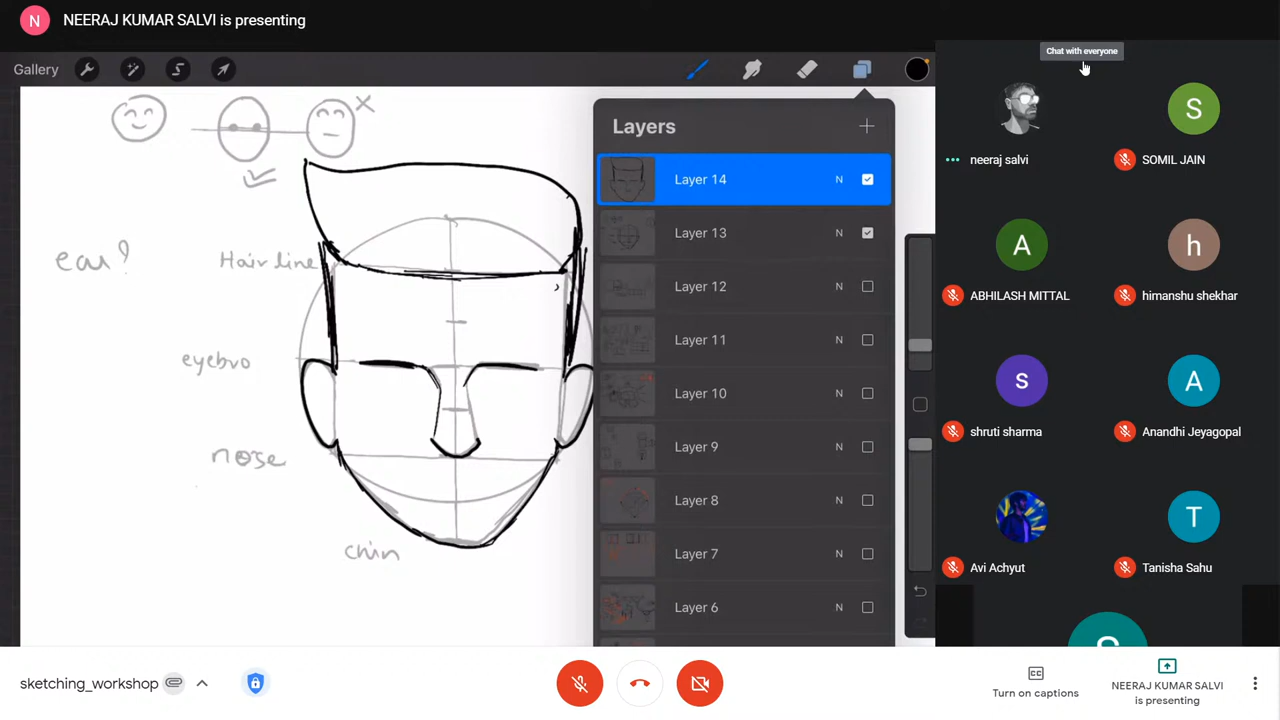 N NEERAJ KUMAR SALVI is presenting
Gallery
ear?
Hair line
eyebro
nose
chin
Layers
Layer 14 N
Layer 13 N
Layer 12 N
Layer 11 N
Layer 10 N
Layer 9 N
Layer 8 N
Layer 7 N
Layer 6 N
Chat with everyone
neeraj salvi
S
SOMIL JAIN
A
ABHILASH MITTAL
h
himanshu shekhar
s
shruti sharma
A
Anandhi Jeyagopal
Avi Achyut
T
Tanisha Sahu
sketching_workshop
CC
Turn on captions
NEERAJ KUMAR SALVI
is presenting